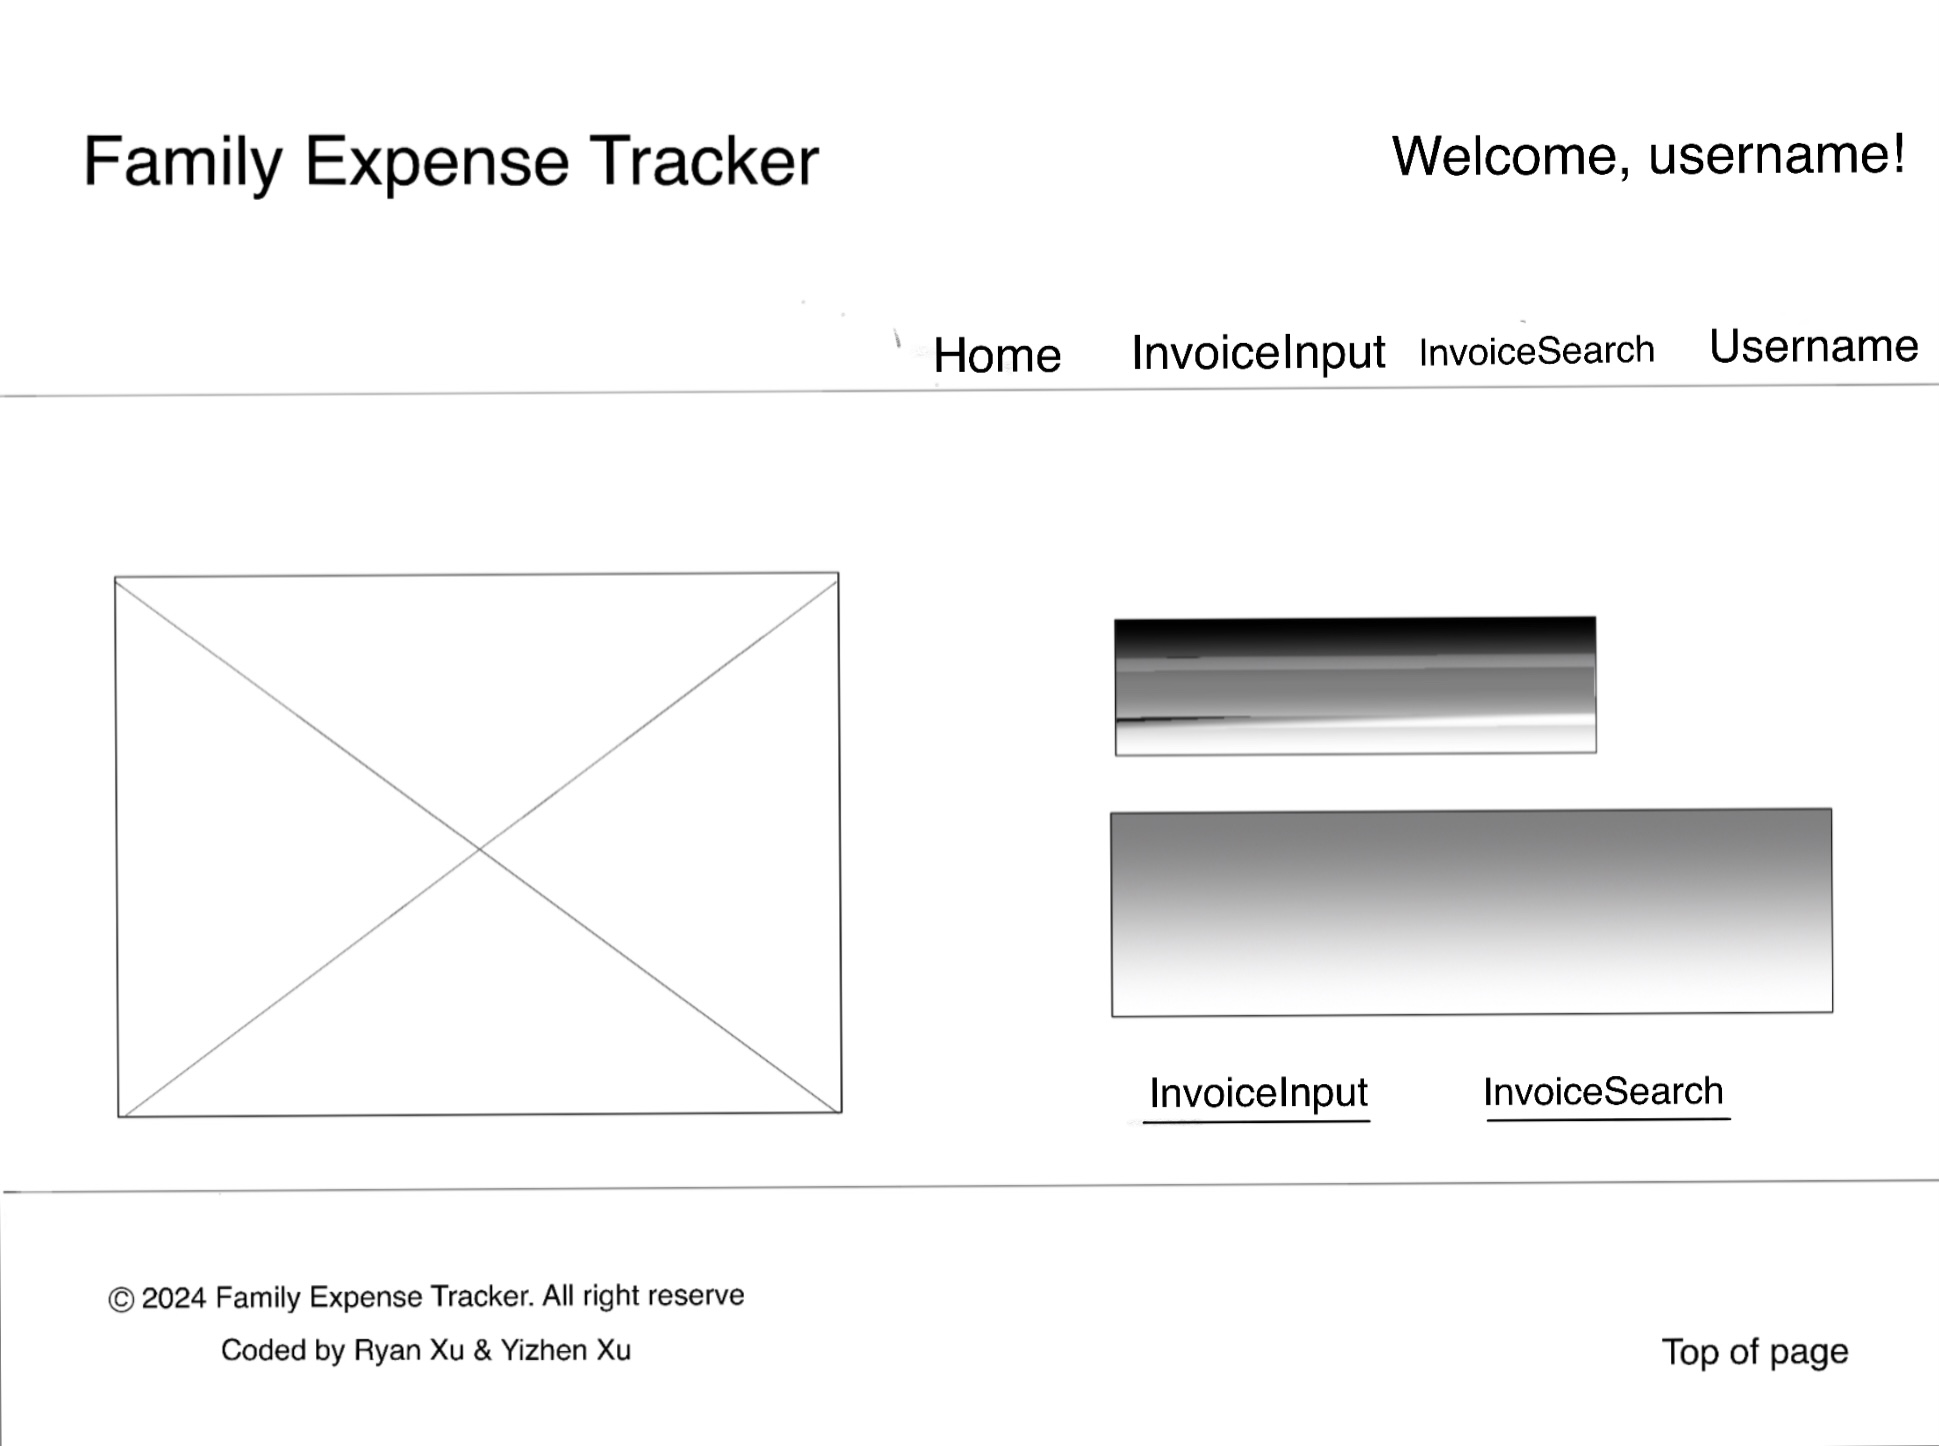 Family Expense Tracker
Welcome, username!
Home InvoiceInput InvoiceSearch Username
InvoiceInput InvoiceSearch
© 2024 Family Expense Tracker. All right reserve
Coded by Ryan Xu & Yizhen Xu
Top of page